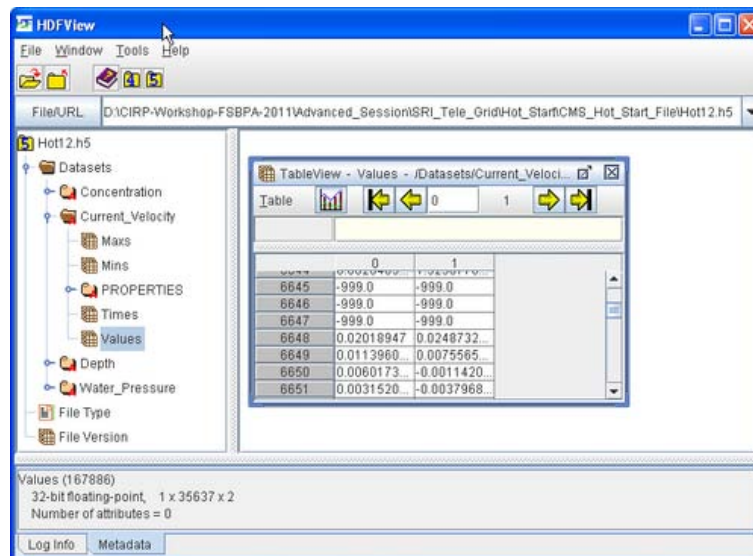 HDFView
File Window Tools Help
File/URL D:\CIRP-Workshop-FSBPA-2011\Advanced_Session\SRI_Tele_Grid\Hot_Start\CMS_Hot_Start_File\Hot12.h5
Hot12.h5
Datasets
Concentration
Current_Velocity
Maxs
Mins
PROPERTIES
Times
Values
Depth
Water_Pressure
File Type
File Version
TableView - Values - /Datasets/Current_Veloci...
Table 0 1
0 1
6645 -999.0 -999.0
6646 -999.0 -999.0
6647 -999.0 -999.0
6648 0.02018947 0.0248732...
6649 0.0113960... 0.0075565...
6650 0.0060173... -0.0011420...
6651 0.0031520... -0.0037968...
Values (167886)
32-bit floating-point, 1 x 35637 x 2
Number of attributes = 0
Log Info Metadata